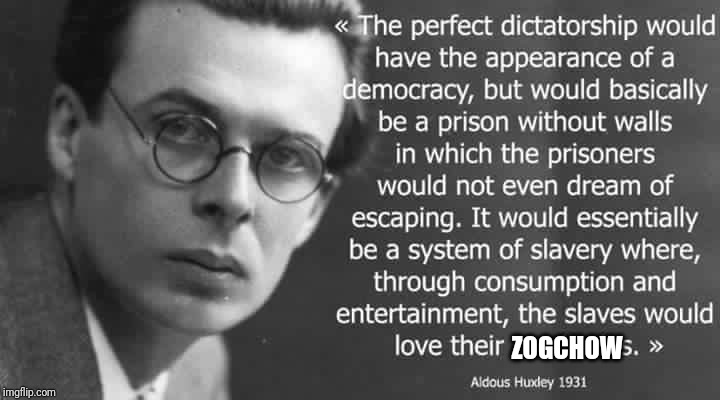 « The perfect dictatorship would
have the appearance of a
democracy, but would basically
be a prison without walls
in which the prisoners
would not even dream of
escaping. It would essentially
be a system of slavery where,
through consumption and
entertainment, the slaves would
love their ZOGCHOWs. »
Aldous Huxley 1931
imgflip.com